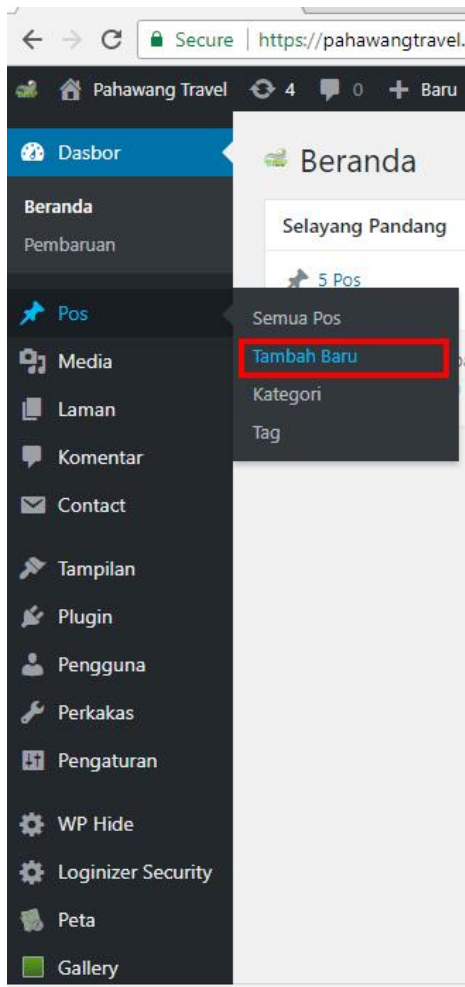 Secure | https://pahawangtravel.
Pahawang Travel 4 0 + Baru
Dasbor
Beranda
Pembaruan
Pos
Media
Laman
Komentar
Contact
Tampilan
Plugin
Pengguna
Perkakas
Pengaturan
WP Hide
Loginizer Security
Peta
Gallery
Beranda
Selayang Pandang
5 Pos
Semua Pos
Tambah Baru
Kategori
Tag